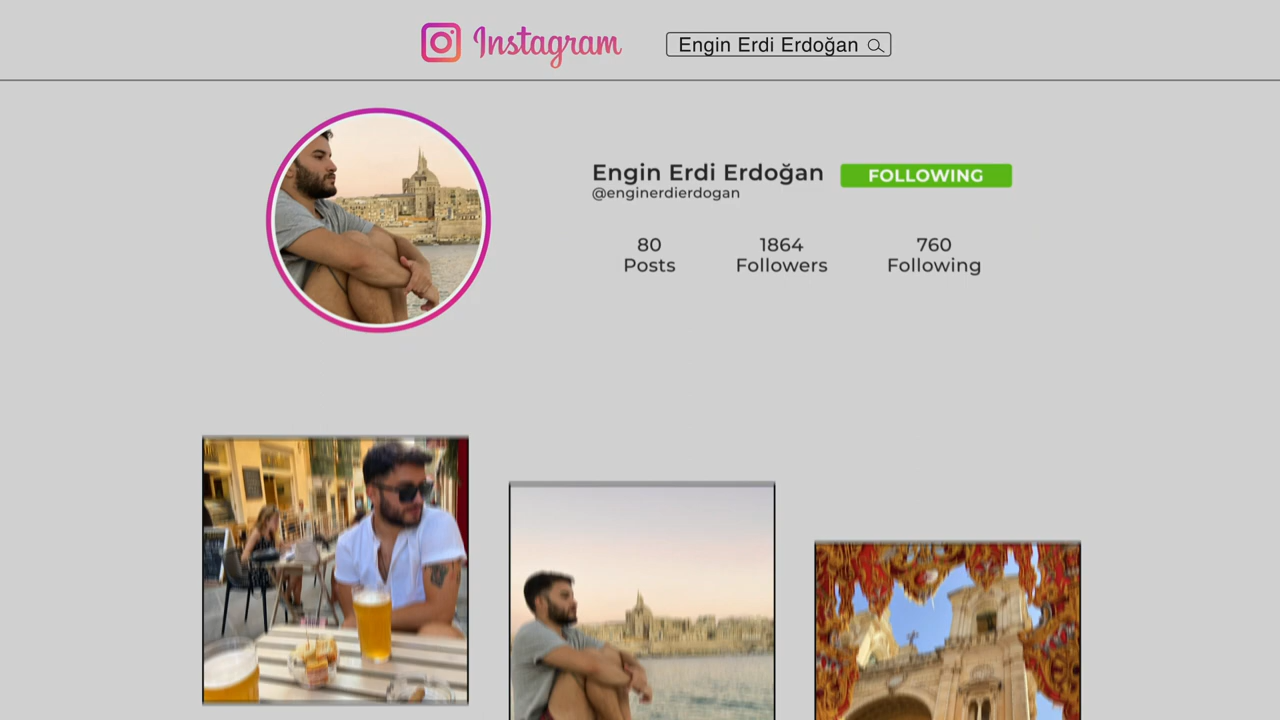 Instagram
Engin Erdi Erdoğan
Engin Erdi Erdoğan
FOLLOWING
@enginerdierdogan
80
1864
760
Posts
Followers
Following